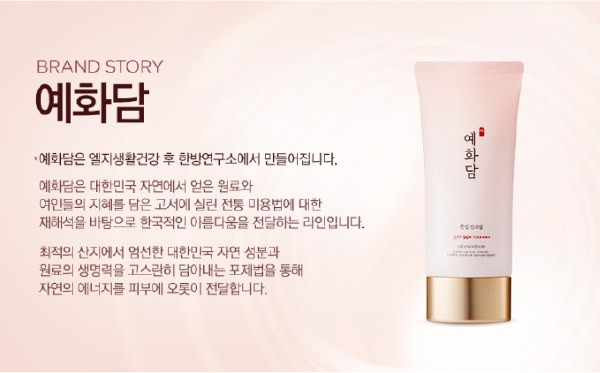 BRAND STORY
예화담
*예화담은 엘지생활건강 후 한방연구소에서 만들어집니다.
예화담은 대한민국 자연에서 얻은 원료와
여인들의 지혜를 담은 고서에 실린 전통 미용법에 대한
재해석을 바탕으로 한국적인 아름다움을 전달하는 라인입니다.
최적의 산지에서 엄선한 대한민국 자연 성분과
원료의 생명력을 고스란히 담아내는 포제법을 통해
자연의 에너지를 피부에 오롯이 전달합니다.
예화담